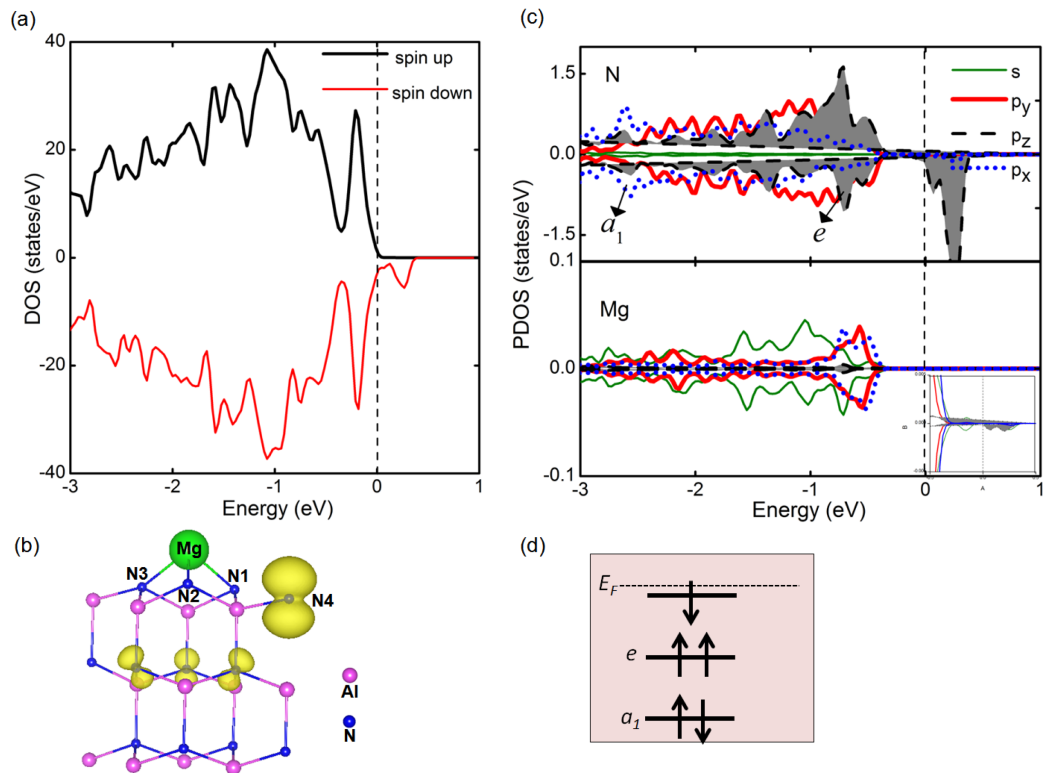 (a)
40
20
0
-20
-40
DOS (states/eV)
spin up
spin down
-3
-2
-1
0
1
Energy (eV)
(c)
1.5
0.0
-1.5
0.1
0.0
-0.1
PDOS (states/eV)
N
s
p_y
p_z
p_x
a_1
e
Mg
-3
-2
-1
0
1
Energy (eV)
(b)
Mg
N3
N1
N2
N4
Al
N
(d)
E_F
e
a_1